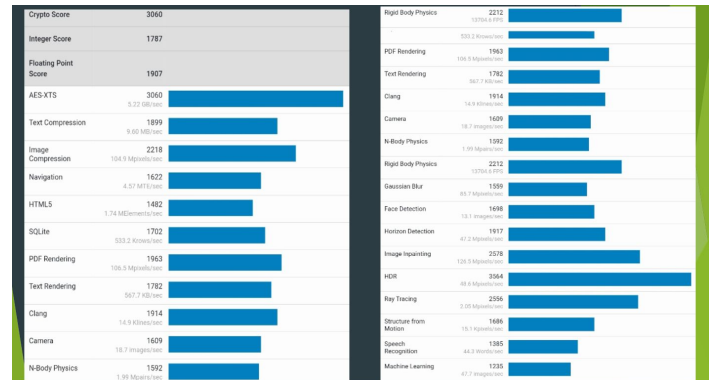 Crypto Score 3060
Integer Score 1787
Floating Point
Score 1907
AES-XTS 3060
5.22 GB/sec
Text Compression 1899
9.60 MB/sec
Image 2218
Compression 104.9 Mpixels/sec
Navigation 1622
4.57 MTE/sec
HTML5 1482
1.74 MElements/sec
SQLite 1702
533.2 Krows/sec
PDF Rendering 1963
106.5 Mpixels/sec
Text Rendering 1782
567.7 KB/sec
Clang 1914
14.9 Klines/sec
Camera 1609
18.7 images/sec
N-Body Physics 1592
1.99 Mpairs/sec
Rigid Body Physics 2212
13704.6 FPS
533.2 Krows/sec
PDF Rendering 1963
106.5 Mpixels/sec
Text Rendering 1782
567.7 KB/sec
Clang 1914
14.9 Klines/sec
Camera 1609
18.7 images/sec
N-Body Physics 1592
1.99 Mpairs/sec
Rigid Body Physics 2212
13704.6 FPS
Gaussian Blur 1559
85.7 Mpixels/sec
Face Detection 1698
13.1 images/sec
Horizon Detection 1917
47.2 Mpixels/sec
Image Inpainting 2578
126.5 Mpixels/sec
HDR 3564
48.6 Mpixels/sec
Ray Tracing 2556
2.05 Mpixels/sec
Structure from 1686
Motion 15.1 Kpixels/sec
Speech 1385
Recognition 44.3 Words/sec
Machine Learning 1235
47.7 images/sec